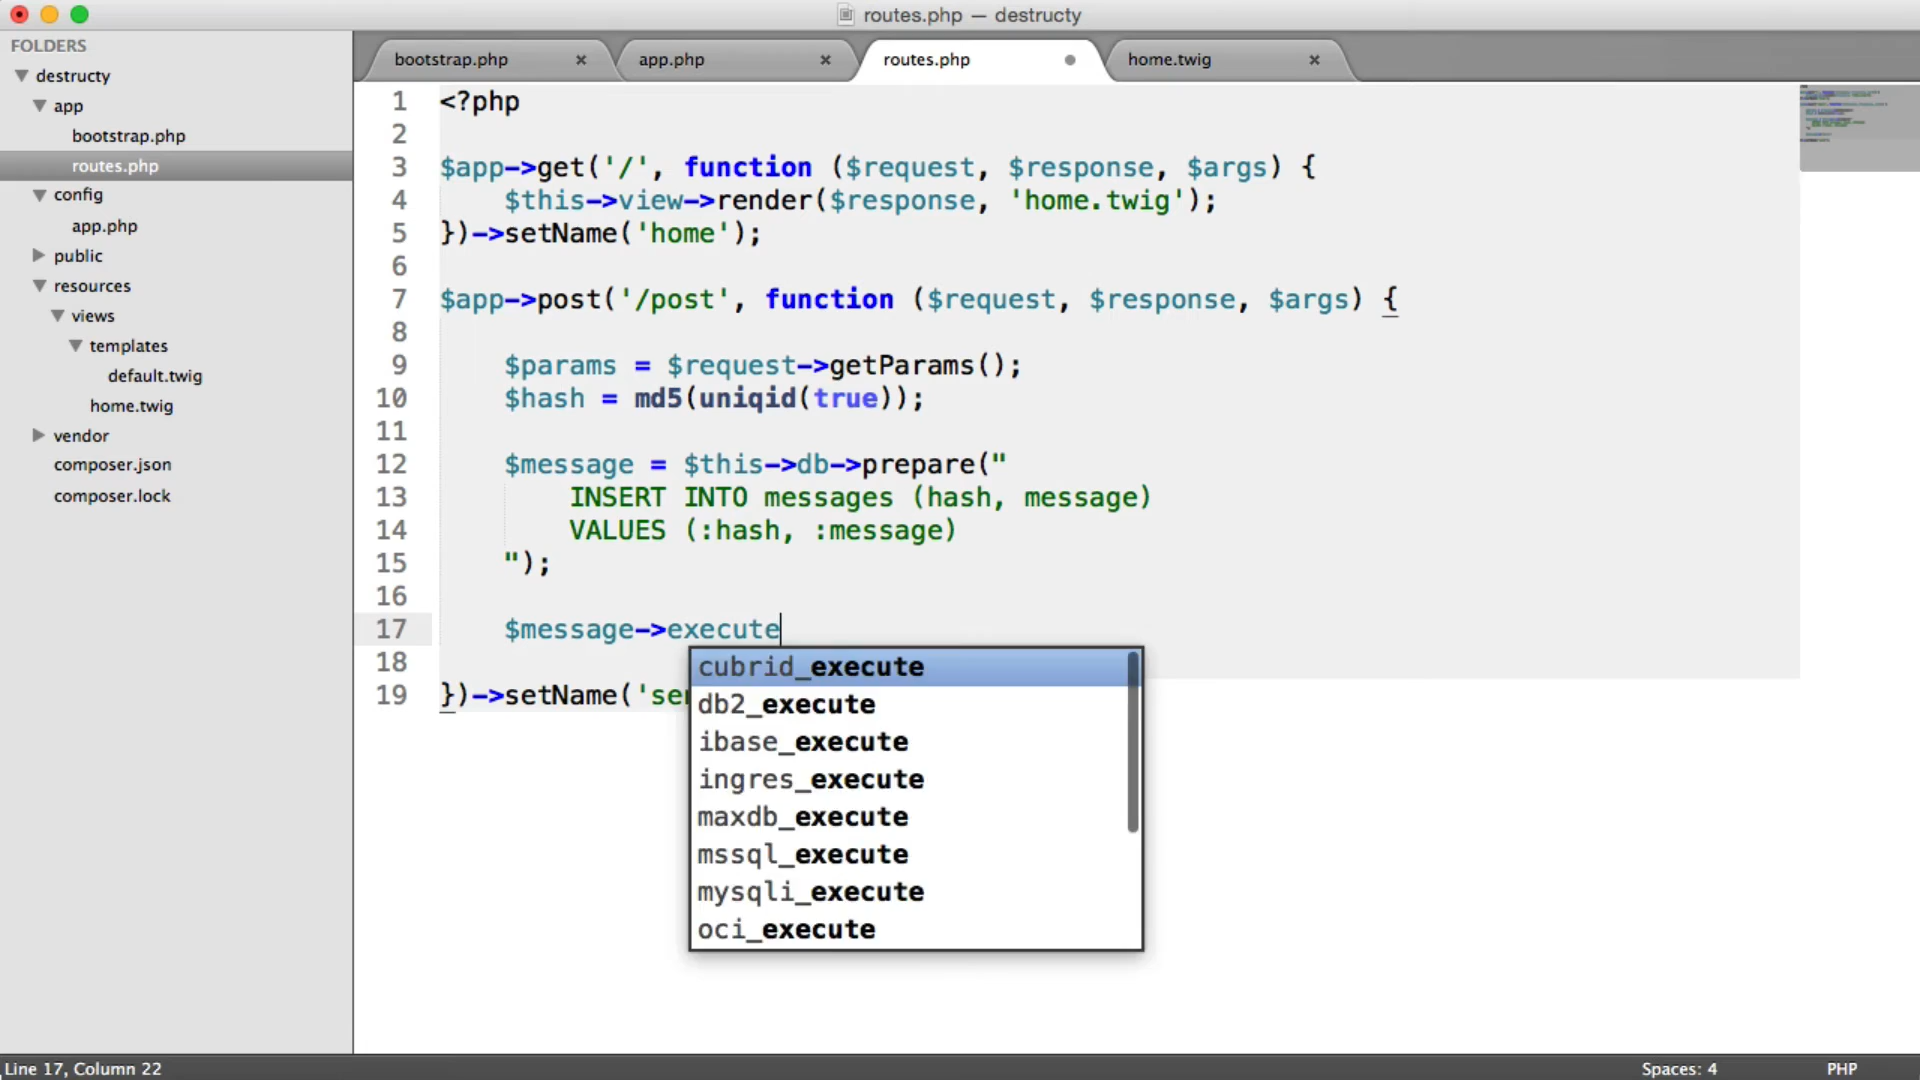 routes.php — destructy
FOLDERS
destructy
app
bootstrap.php
routes.php
config
app.php
public
resources
views
templates
default.twig
home.twig
vendor
composer.json
composer.lock
bootstrap.php × app.php × routes.php home.twig ×
1 <?php
2
3 $app->get('/', function ($request, $response, $args) {
4     $this->view->render($response, 'home.twig');
5 })->setName('home');
6
7 $app->post('/post', function ($request, $response, $args) {
8
9     $params = $request->getParams();
10     $hash = md5(uniqid(true));
11
12     $message = $this->db->prepare("
13         INSERT INTO messages (hash, message)
14         VALUES (:hash, :message)
15     ");
16
17     $message->execute
18
19 })->setName('se
cubrid_execute
db2_execute
ibase_execute
ingres_execute
maxdb_execute
mssql_execute
mysqli_execute
oci_execute
Line 17, Column 22 Spaces: 4 PHP